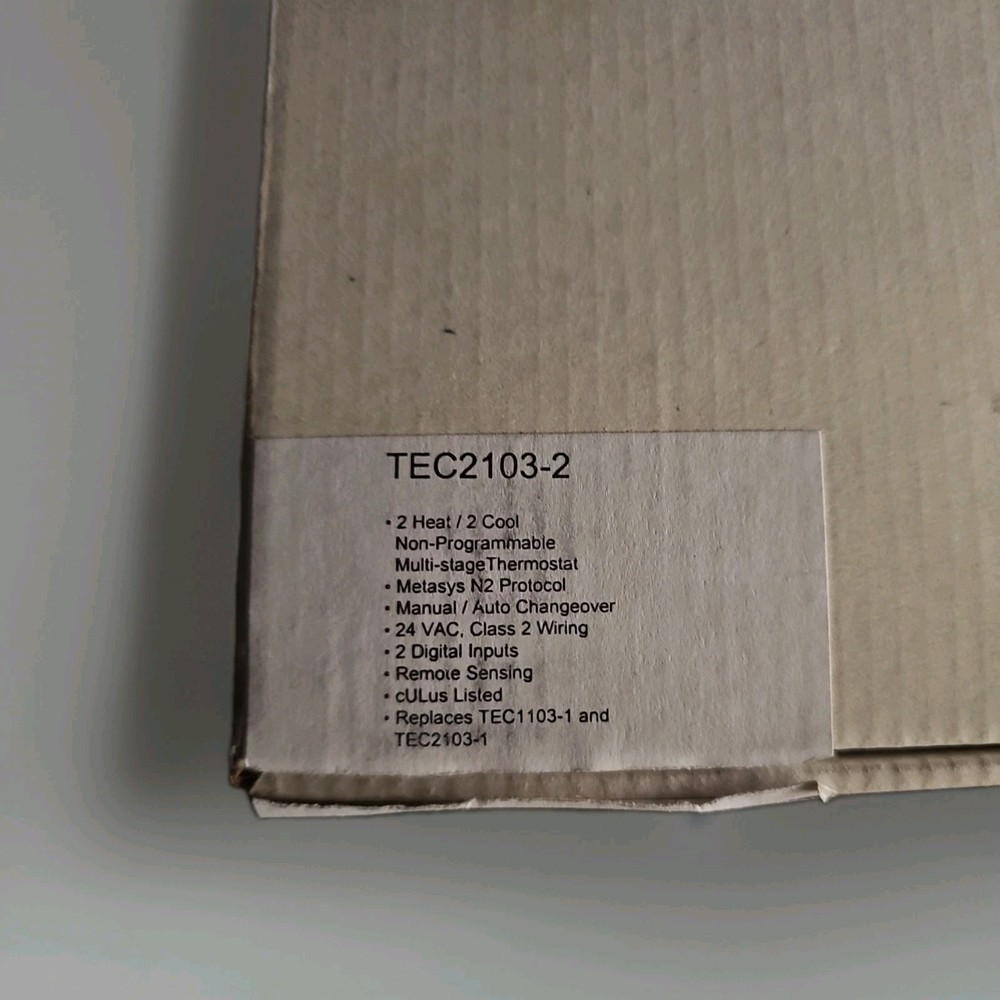 TEC2103-2
• 2 Heat / 2 Cool
Non-Programmable
Multi-stageThermostat
• Metasys N2 Protocol
• Manual / Auto Changeover
• 24 VAC, Class 2 Wiring
• 2 Digital Inputs
• Remote Sensing
• cULus Listed
• Replaces TEC1103-1 and
TEC2103-1